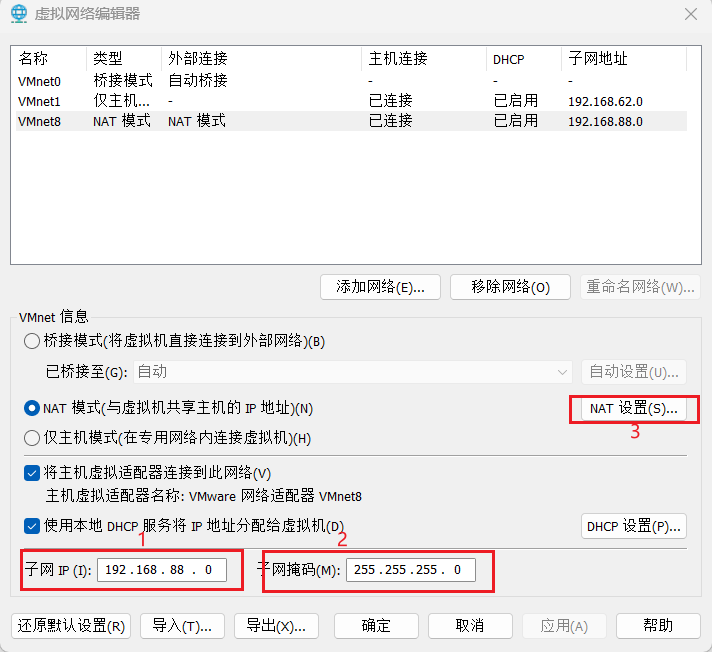 虚拟网络编辑器
名称 类型 外部连接 主机连接 DHCP 子网地址
VMnet0 桥接模式 自动桥接 - - -
VMnet1 仅主机... - 已连接 已启用 192.168.62.0
VMnet8 NAT 模式 NAT 模式 已连接 已启用 192.168.88.0
添加网络(E)... 移除网络(O) 重命名网络(W)...
VMnet 信息
桥接模式(将虚拟机直接连接到外部网络)(B)
已桥接至(G): 自动 自动设置(U)...
NAT 模式(与虚拟机共享主机的 IP 地址)(N) NAT 设置(S)...
3
仅主机模式(在专用网络内连接虚拟机)(H)
将主机虚拟适配器连接到此网络(V)
主机虚拟适配器名称: VMware 网络适配器 VMnet8
使用本地 DHCP 服务将 IP 地址分配给虚拟机(D) DHCP 设置(P)...
1 2
子网 IP (I): 192 . 168 . 88 . 0 子网掩码(M): 255 . 255 . 255 . 0
还原默认设置(R) 导入(T)... 导出(X)... 确定 取消 应用(A) 帮助